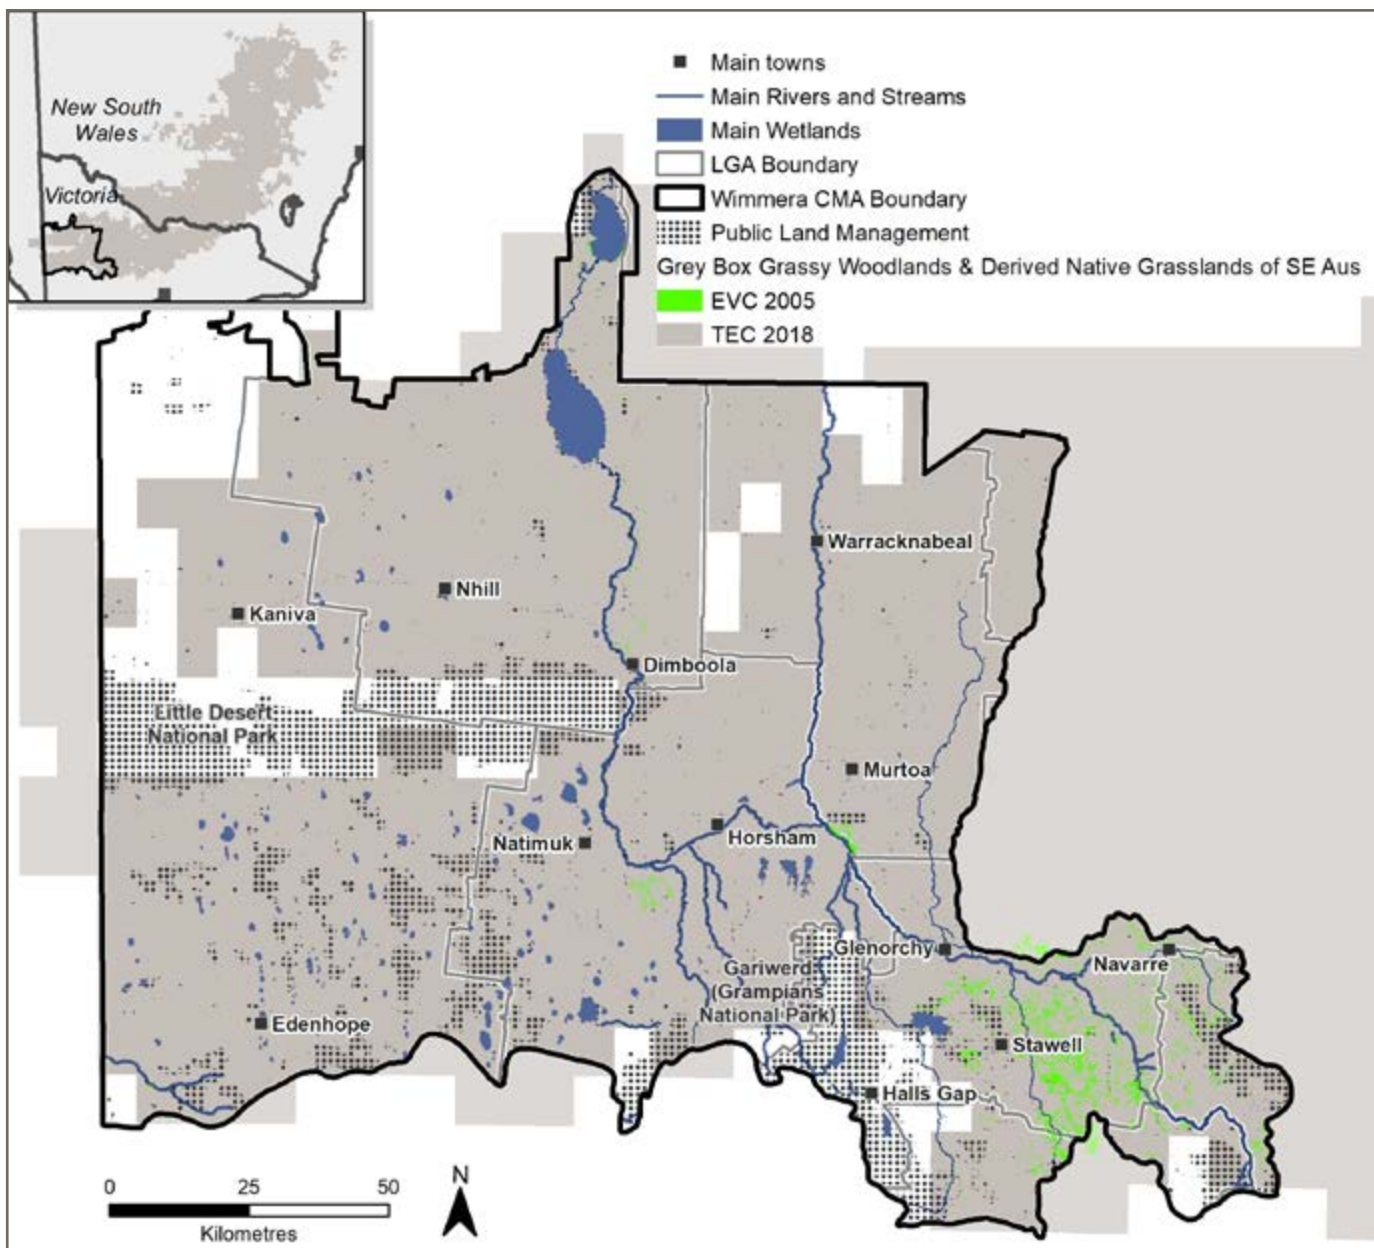 New South
Wales
Victoria
Main towns
Main Rivers and Streams
Main Wetlands
LGA Boundary
Wimmera CMA Boundary
Public Land Management
Grey Box Grassy Woodlands & Derived Native Grasslands of SE Aus
EVC 2005
TEC 2018
Warracknabeal
Nhill
Kaniva
Dimboola
Little Desert
National Park
Murtoa
Horsham
Natimuk
Glenorchy
Navarre
Gariwerd
(Grampians
National Park)
Edenhope
Stawell
Halls Gap
N
0 25 50
Kilometres